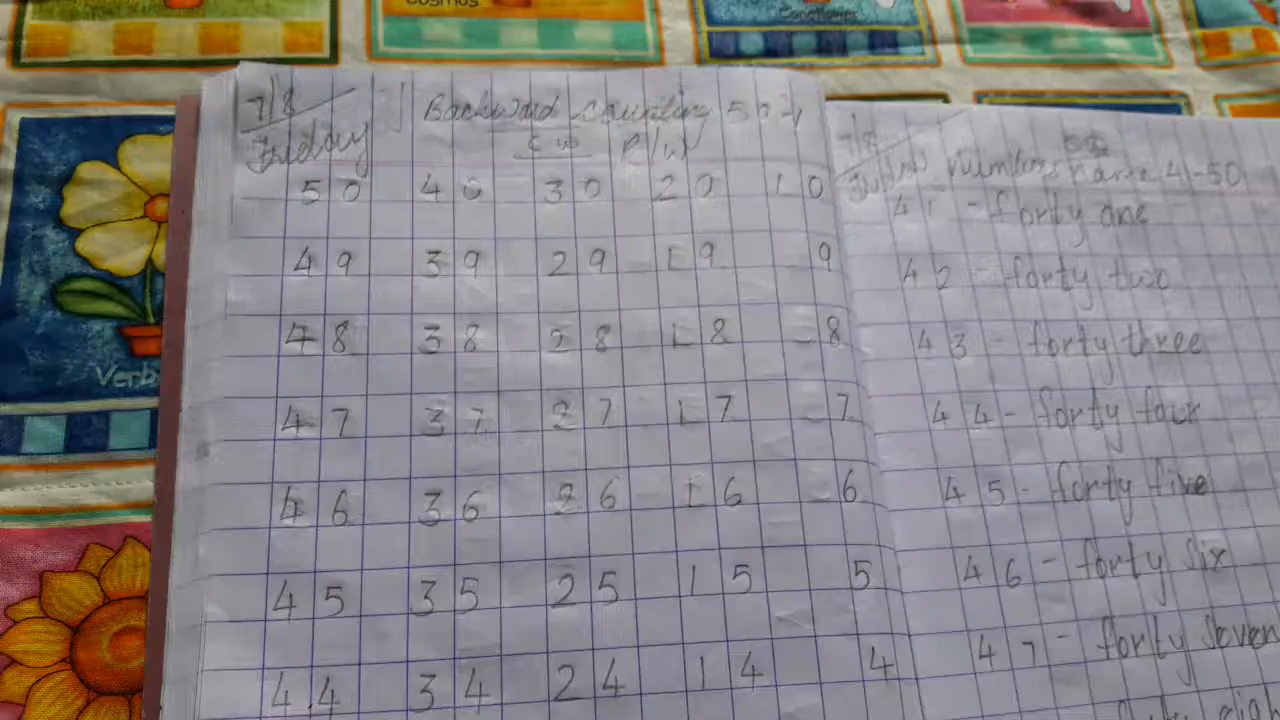 Cosmos
7/8
Friday
Backward counting 50-1
C.W
50 40 30 20 10
49 39 29 19 9
48 38 28 18 8
47 37 27 17 7
46 36 26 16 6
45 35 25 15 5
44 34 24 14 4
7/8
Number name 41-50
41 - forty one
42 - forty two
43 - forty three
44 - forty four
45 - forty five
46 - forty six
47 - forty seven
Verb